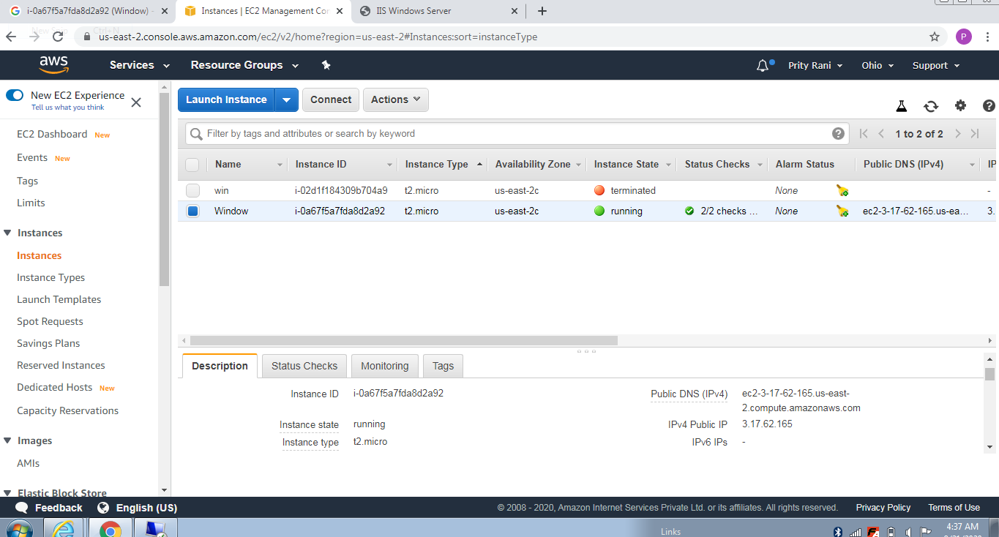 i-0a67f5a7fda8d2a92 (Window) -
Instances | EC2 Management Con
IIS Windows Server
us-east-2.console.aws.amazon.com/ec2/v2/home?region=us-east-2#Instances:sort=instanceType
P
aws
Services
Resource Groups
Prity Rani
Ohio
Support
New EC2 Experience
Tell us what you think
EC2 Dashboard New
Events New
Tags
Limits
Instances
Instances
Instance Types
Launch Templates
Spot Requests
Savings Plans
Reserved Instances
Dedicated Hosts New
Capacity Reservations
Images
AMIs
Elastic Block Store
Launch Instance
Connect
Actions
Filter by tags and attributes or search by keyword
1 to 2 of 2
Name Instance ID Instance Type Availability Zone Instance State Status Checks Alarm Status Public DNS (IPv4) IP
win i-02d1f184309b704a9 t2.micro us-east-2c terminated None -
Window i-0a67f5a7fda8d2a92 t2.micro us-east-2c running 2/2 checks ... None ec2-3-17-62-165.us-ea... 3.
Description
Status Checks
Monitoring
Tags
Instance ID i-0a67f5a7fda8d2a92
Instance state running
Instance type t2.micro
Public DNS (IPv4) ec2-3-17-62-165.us-east-
2.compute.amazonaws.com
IPv4 Public IP 3.17.62.165
IPv6 IPs -
Feedback
English (US)
© 2008 - 2020, Amazon Internet Services Private Ltd. or its affiliates. All rights reserved.
Privacy Policy
Terms of Use
Links
4:37 AM